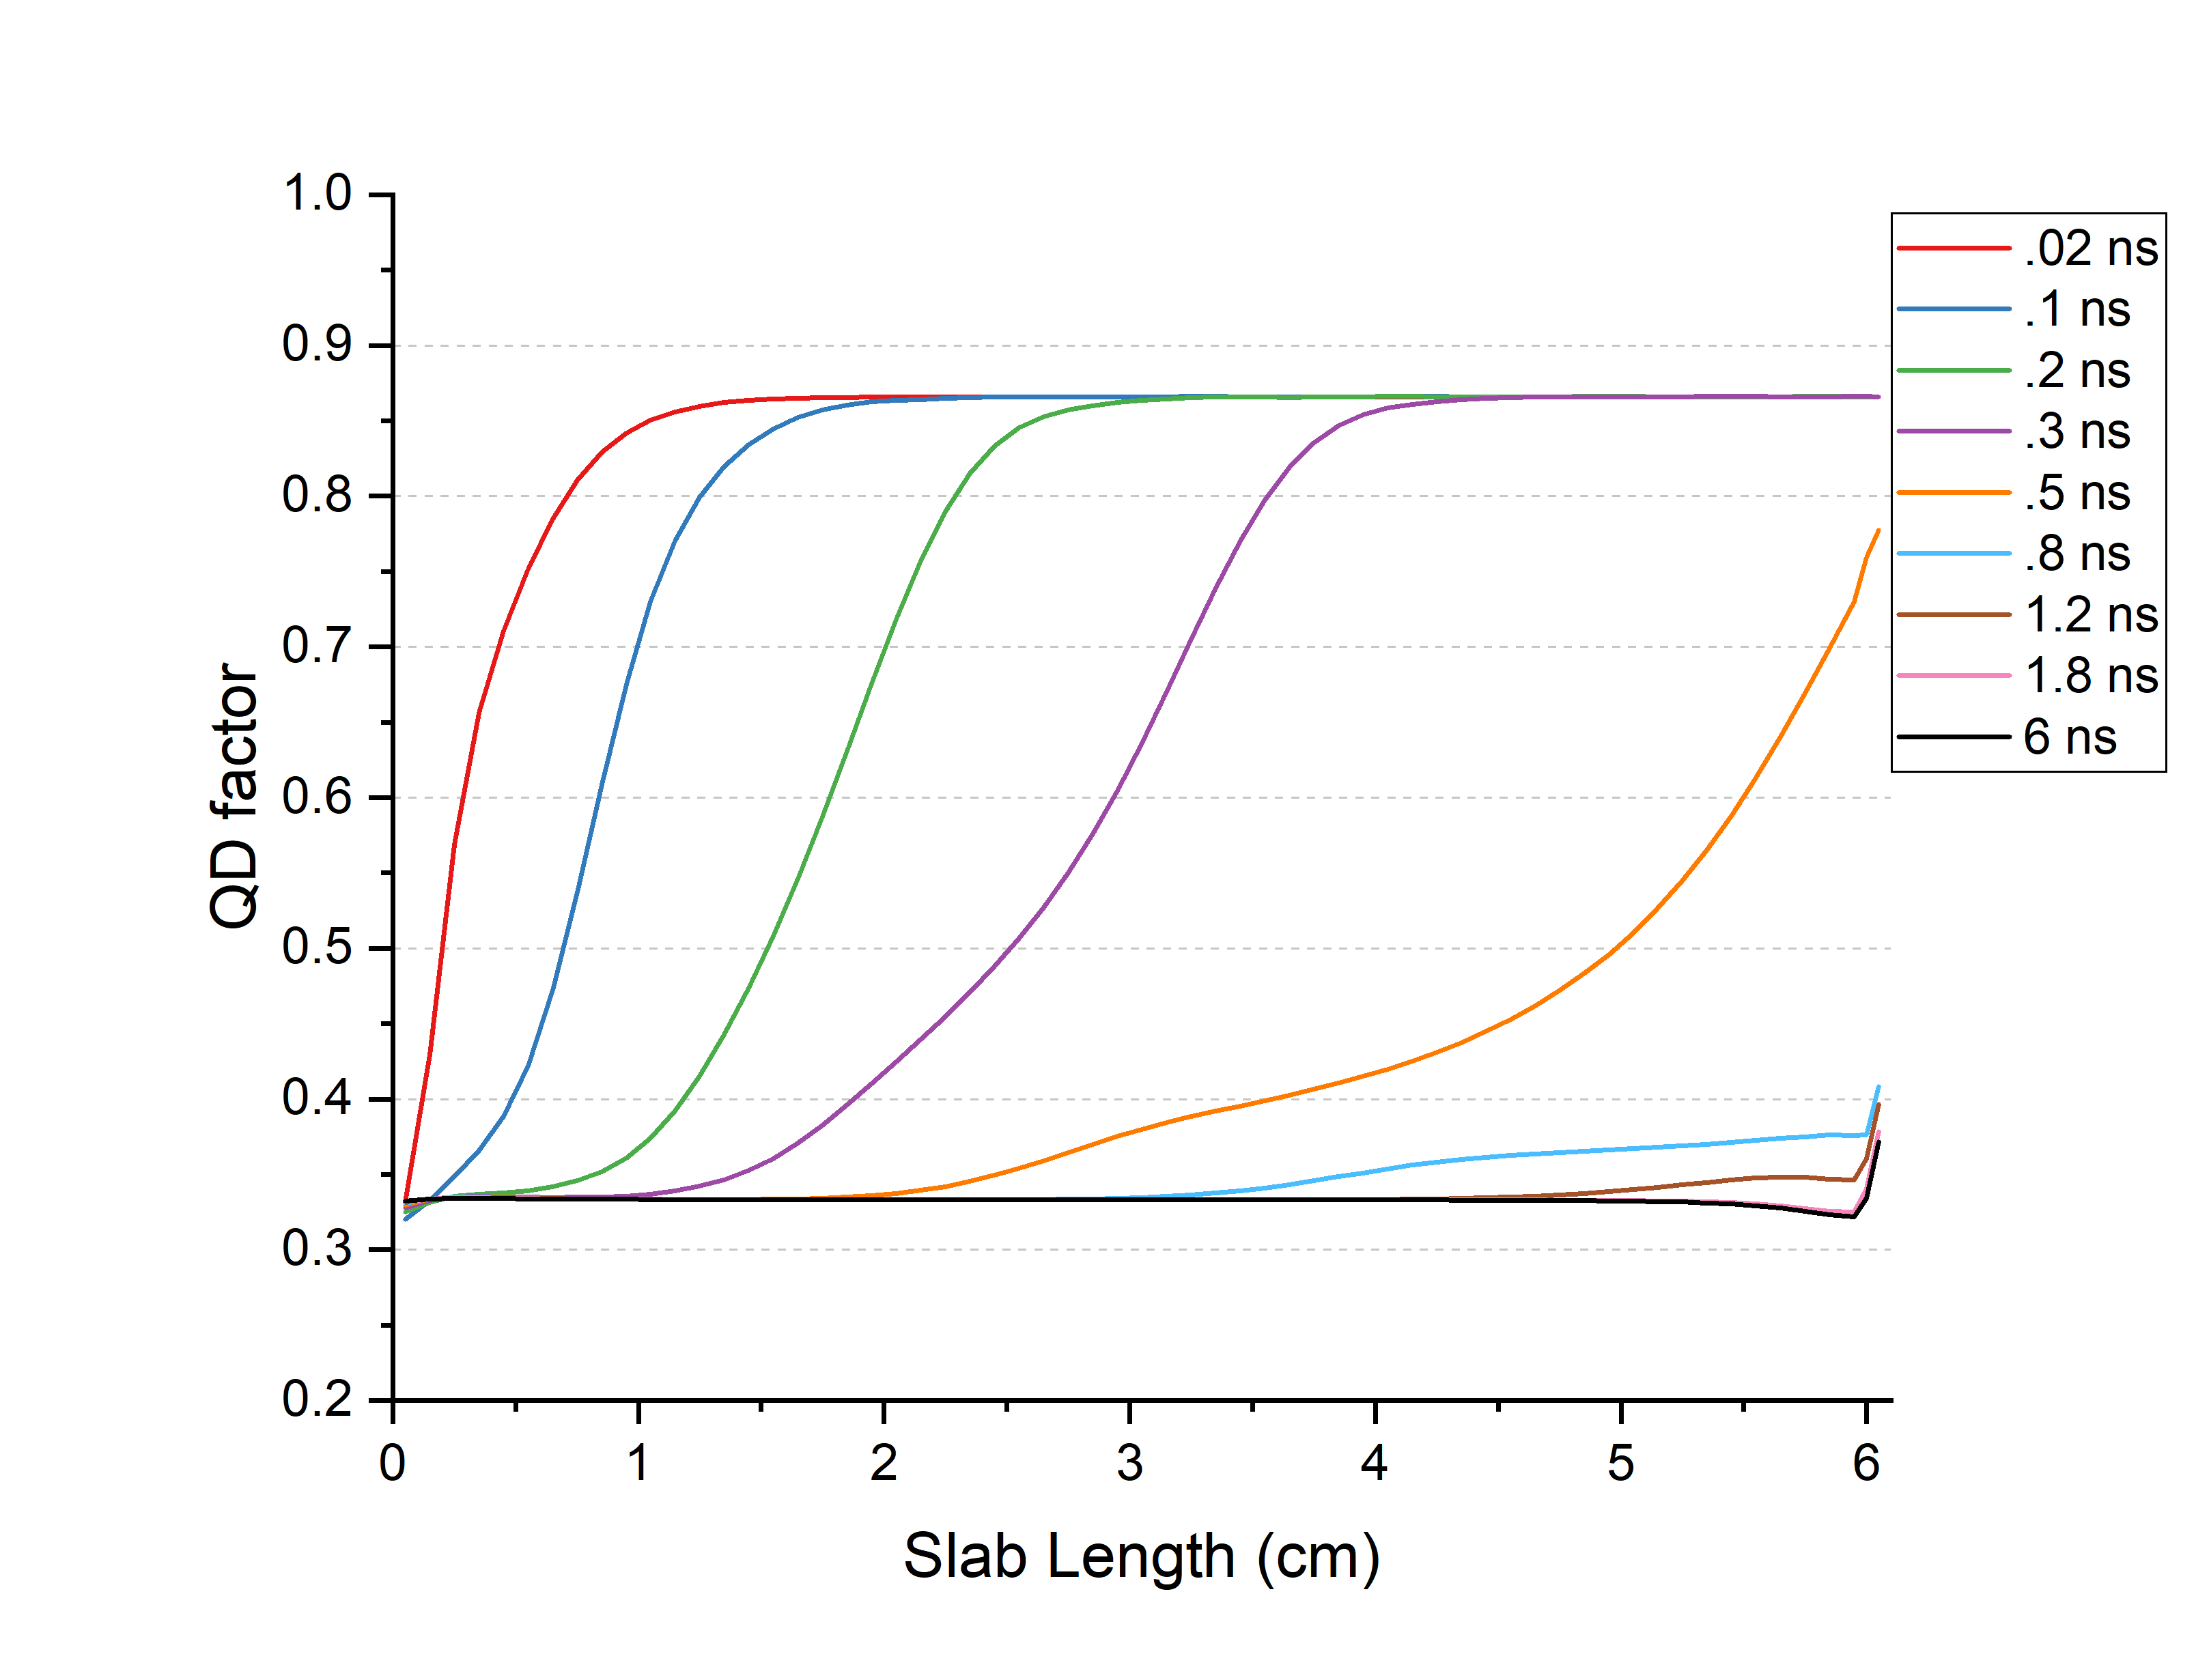 1.0
0.9
0.8
0.7
0.6
0.5
0.4
0.3
0.2
QD factor
0 1 2 3 4 5 6
Slab Length (cm)
.02 ns
.1 ns
.2 ns
.3 ns
.5 ns
.8 ns
1.2 ns
1.8 ns
6 ns